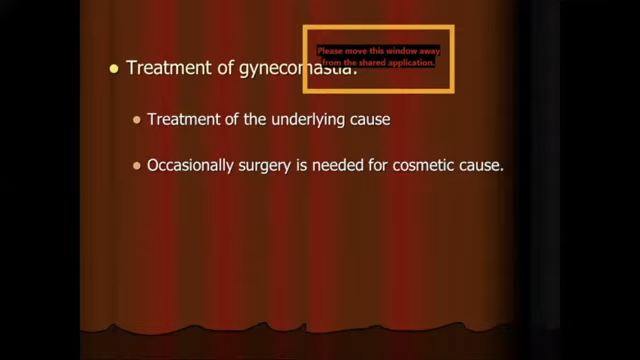 Please move this window away
from the shared application.
Treatment of gynecomastia.
Treatment of the underlying cause
Occasionally surgery is needed for cosmetic cause.